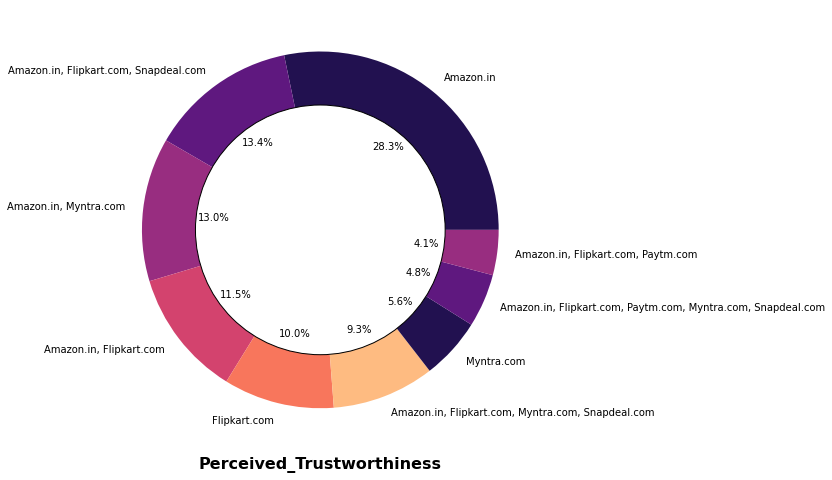 Amazon.in, Flipkart.com, Snapdeal.com
Amazon.in
13.4%
28.3%
Amazon.in, Myntra.com
13.0%
4.1%
Amazon.in, Flipkart.com, Paytm.com
4.8%
11.5%
5.6%
Amazon.in, Flipkart.com, Paytm.com, Myntra.com, Snapdeal.com
10.0%
9.3%
Amazon.in, Flipkart.com
Myntra.com
Flipkart.com
Amazon.in, Flipkart.com, Myntra.com, Snapdeal.com
Perceived_Trustworthiness